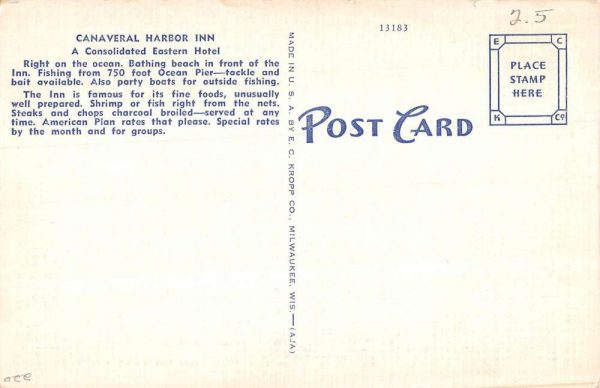 CANAVERAL HARBOR INN
A Consolidated Eastern Hotel
Right on the ocean. Bathing beach in front of the
Inn. Fishing from 750 foot Ocean Pier—tackle and
bait available. Also party boats for outside fishing.
The Inn is famous for its fine foods, unusually
well prepared. Shrimp or fish right from the nets.
Steaks and chops charcoal broiled—served at any
time. American Plan rates that please. Special rates
by the month and for groups.
MADE IN U. S. A. BY E. C. KROPP CO., MILWAUKEE, WIS.—(AJA)
13183
POST CARD
2.5
E C
PLACE
STAMP
HERE
K Co